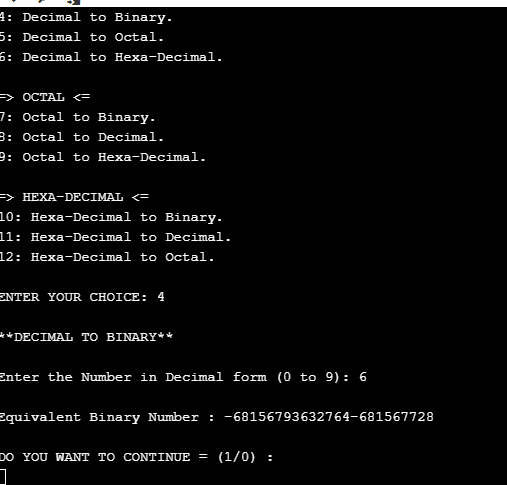 4: Decimal to Binary.
5: Decimal to Octal.
6: Decimal to Hexa-Decimal.
=> OCTAL <=
7: Octal to Binary.
8: Octal to Decimal.
9: Octal to Hexa-Decimal.
=> HEXA-DECIMAL <=
10: Hexa-Decimal to Binary.
11: Hexa-Decimal to Decimal.
12: Hexa-Decimal to Octal.
ENTER YOUR CHOICE: 4
**DECIMAL TO BINARY**
Enter the Number in Decimal form (0 to 9): 6
Equivalent Binary Number : -68156793632764-681567728
DO YOU WANT TO CONTINUE = (1/0) :